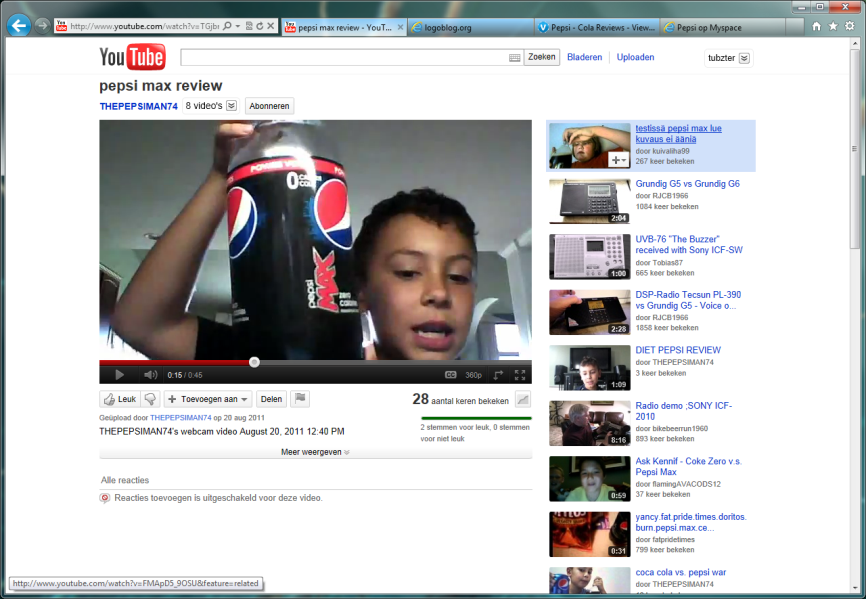 http://www.youtube.com/watch?v=TGjbr
pepsi max review - YouT...
logoblog.org
Pepsi - Cola Reviews - View...
Pepsi op Myspace
YouTube
Zoeken
Bladeren
Uploaden
tubzter
pepsi max review
THEPEPSIMAN74
8 video's
Abonneren
0
pepsi MAX
0:15 / 0:45
CC
360p
Leuk
Toevoegen aan
Delen
28 aantal keren bekeken
Geüpload door THEPEPSIMAN74 op 20 aug 2011
THEPEPSIMAN74's webcam video August 20, 2011 12:40 PM
2 stemmen voor leuk, 0 stemmen
voor niet leuk
Meer weergeven
Alle reacties
Reacties toevoegen is uitgeschakeld voor deze video.
testissä pepsi max lue
kuvaus ei ääniä
door kuivaliha99
267 keer bekeken
Grundig G5 vs Grundig G6
door RJCB1966
1084 keer bekeken
2:04
UVB-76 "The Buzzer"
received with Sony ICF-SW
door Tobias87
665 keer bekeken
1:00
DSP-Radio Tecsun PL-390
vs Grundig G5 - Voice o...
door RJCB1966
1858 keer bekeken
2:28
DIET PEPSI REVIEW
door THEPEPSIMAN74
3 keer bekeken
1:09
Radio demo ;SONY ICF-
2010
door bikebeerrun1960
893 keer bekeken
8:16
Ask Kennif - Coke Zero v.s.
Pepsi Max
door flamingAVACODS12
37 keer bekeken
0:59
yancy.fat.pride.times.doritos.
burn.pepsi.max.ce...
door fatpridetimes
799 keer bekeken
0:31
coca cola vs. pepsi war
door THEPEPSIMAN74
http://www.youtube.com/watch?v=FMApD5_9OSU&feature=related